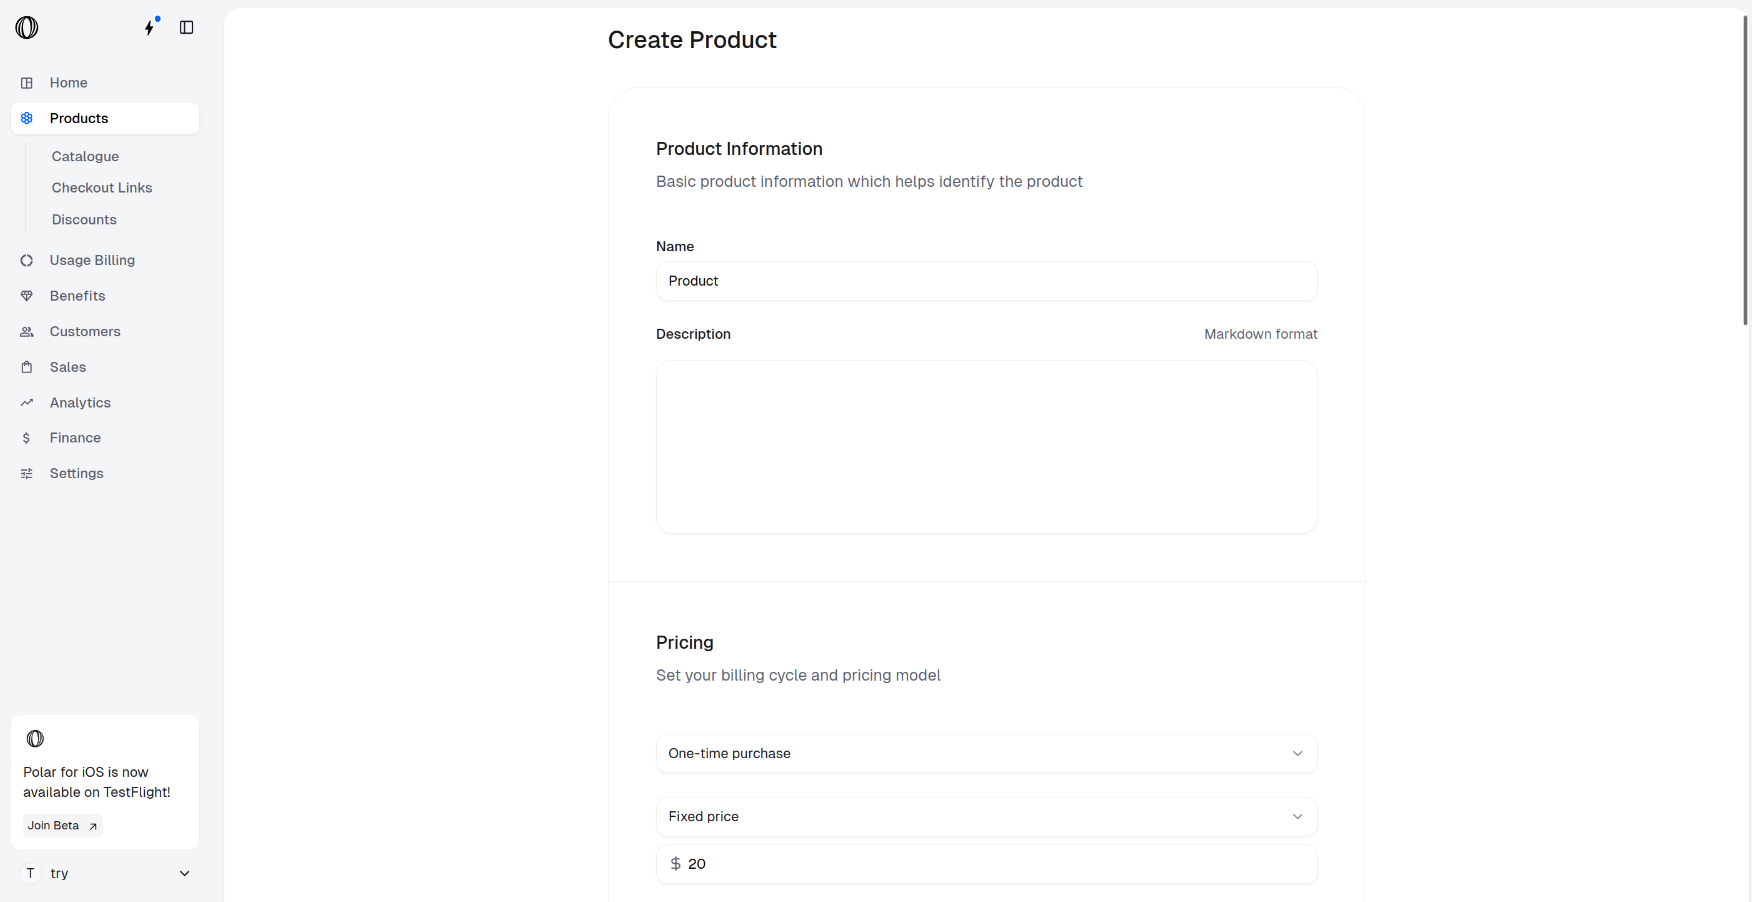 Home
Products
Catalogue
Checkout Links
Discounts
Usage Billing
Benefits
Customers
Sales
Analytics
Finance
Settings
Polar for iOS is now
available on TestFlight!
Join Beta
T try
Create Product
Product Information
Basic product information which helps identify the product
Name
Product
Description Markdown format
Pricing
Set your billing cycle and pricing model
One-time purchase
Fixed price
$ 20